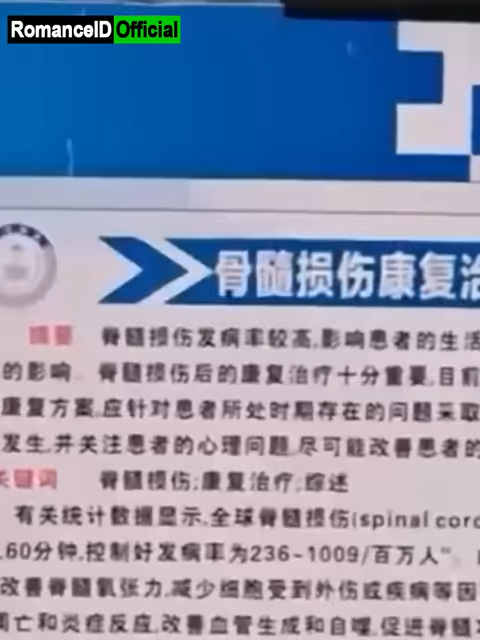 RomanceID Official
骨髓损伤康复治
摘要 脊髓损伤发病率较高,影响患者的生活
的影响。脊髓损伤后的康复治疗十分重要,目前
康复方案,应针对患者所处时期存在的问题采取
发生,并关注患者的心理问题,尽可能改善患者的
关键词 脊髓损伤;康复治疗;综述
有关统计数据显示,全球脊髓损伤(spinal cord
60分钟,控制好发病率为236~1009/百万人"。
改善脊髓氧张力,减少细胞受到外伤或疾病等因
周亡和炎症反应,改善血管生成和自噬,促进脊髓